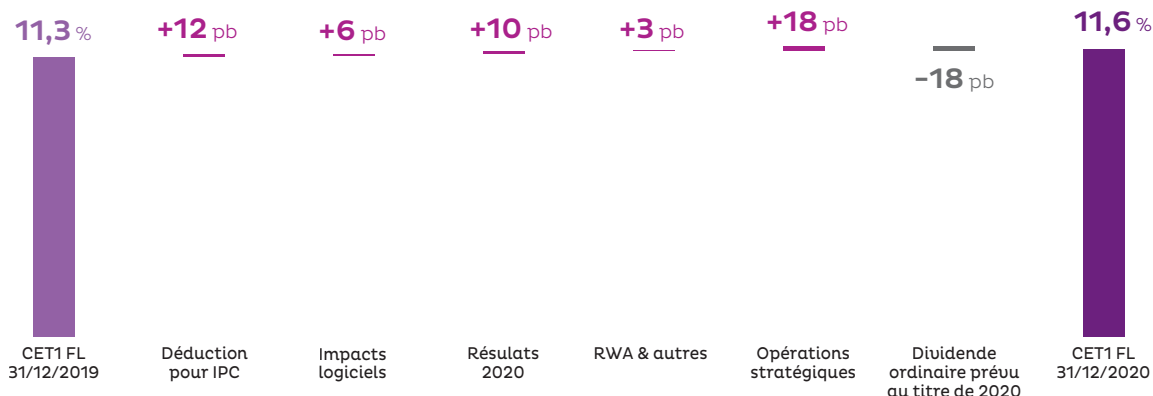 11,3 %
+12 pb
+6 pb
+10 pb
+3 pb
+18 pb
-18 pb
11,6 %
CET1 FL
31/12/2019
Déduction
pour IPC
Impacts
logiciels
Résulats
2020
RWA & autres
Opérations
stratégiques
Dividende
ordinaire prévu
au titre de 2020
CET1 FL
31/12/2020